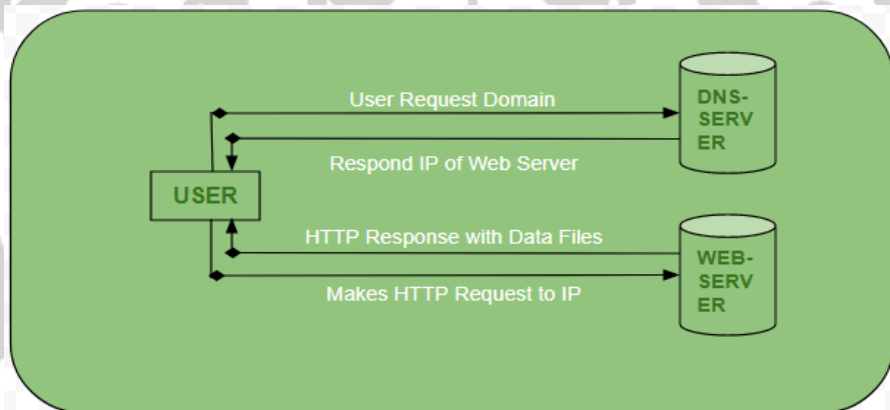 User Request Domain
DNS-
SERV
ER
Respond IP of Web Server
USER
HTTP Response with Data Files
WEB-
SERV
ER
Makes HTTP Request to IP